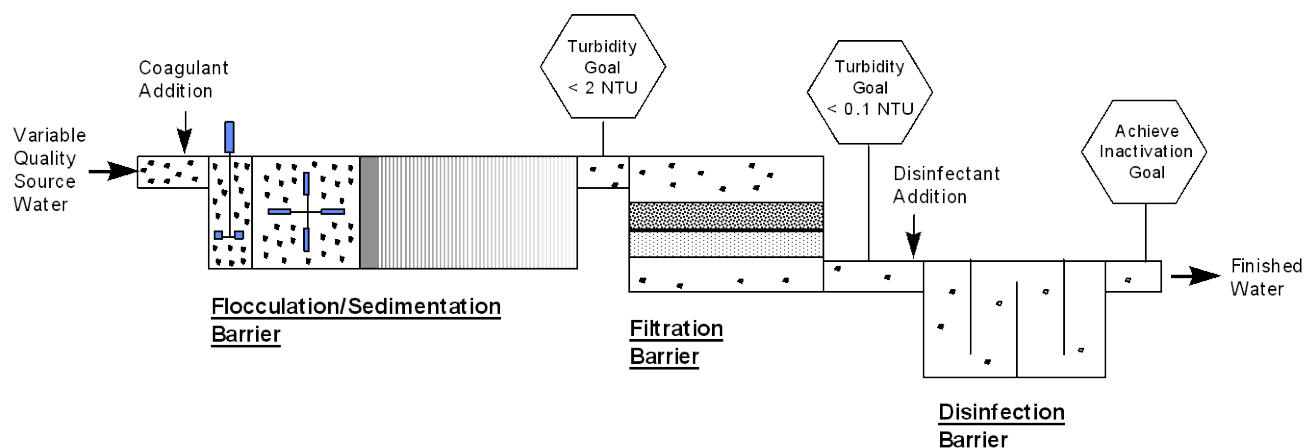 Coagulant
Addition
Variable
Quality
Source
Water
Turbidity
Goal
< 2 NTU
Turbidity
Goal
< 0.1 NTU
Disinfectant
Addition
Achieve
Inactivation
Goal
Finished
Water
Flocculation/Sedimentation
Barrier
Filtration
Barrier
Disinfection
Barrier